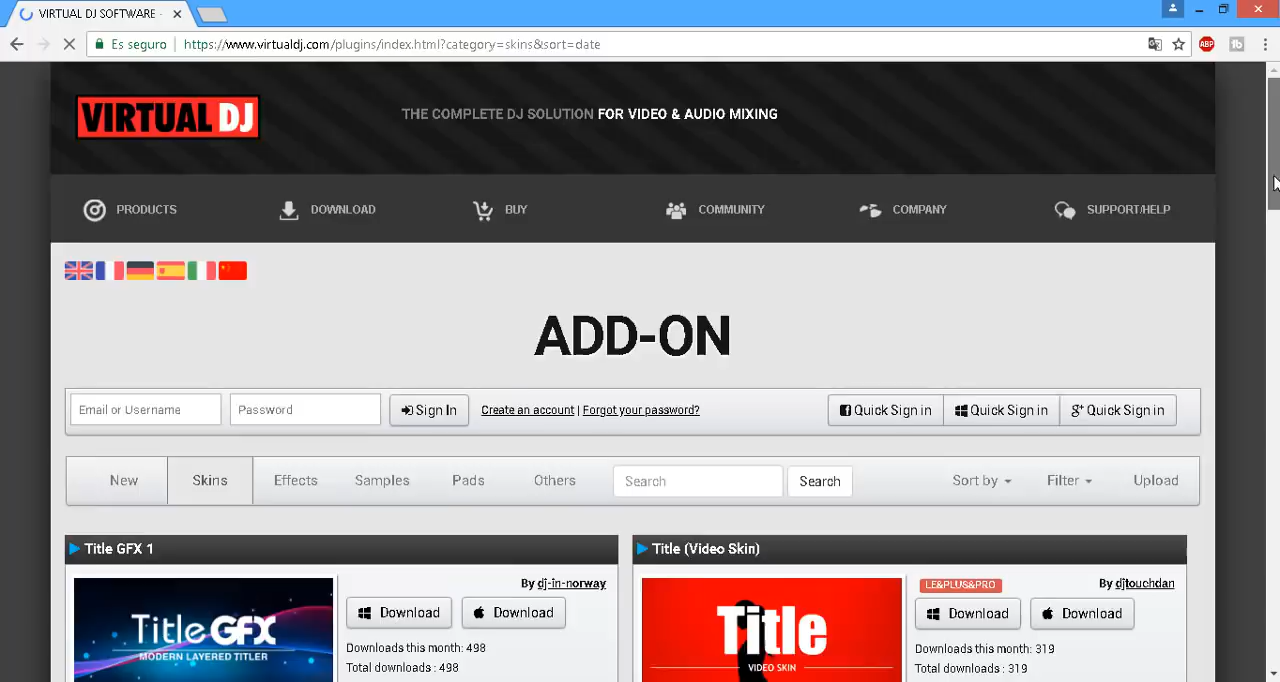 VIRTUAL DJ SOFTWARE -
Es seguro https://www.virtualdj.com/plugins/index.html?category=skins&sort=date
ABP
VIRTUAL DJ
THE COMPLETE DJ SOLUTION FOR VIDEO & AUDIO MIXING
PRODUCTS DOWNLOAD BUY COMMUNITY COMPANY SUPPORT/HELP
ADD-ON
Email or Username Password Sign In Create an account | Forgot your password? Quick Sign in Quick Sign in g+ Quick Sign in
New Skins Effects Samples Pads Others Search Search Sort by Filter Upload
Title GFX 1
By dj-in-norway
Title GFX
MODERN LAYERED TITLER
Download Download
Downloads this month: 498
Total downloads : 498
Title (Video Skin)
LE&PLUS&PRO By djtouchdan
Title
VIDEO SKIN
Download Download
Downloads this month: 319
Total downloads : 319